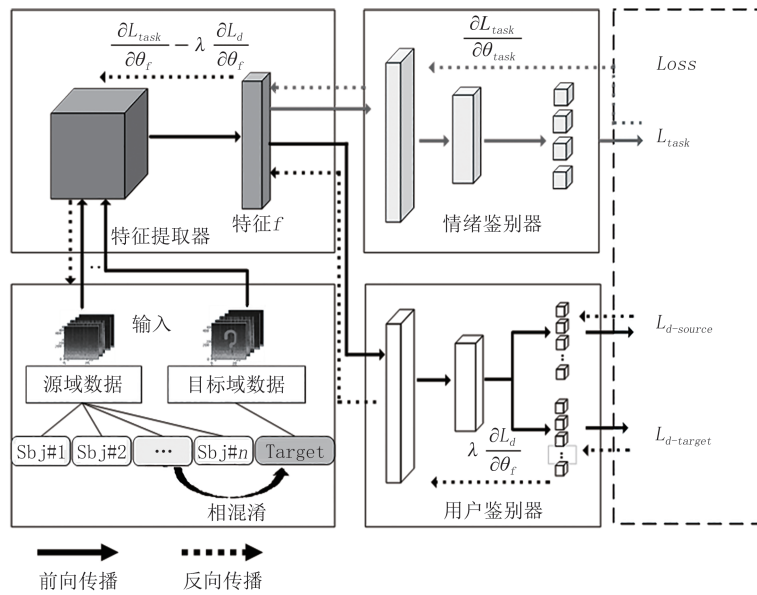 ∂L_task/∂θ_f − λ ∂L_d/∂θ_f
特征提取器
特征f
∂L_task/∂θ_task
情绪鉴别器
Loss
L_task
..
输入
?
源域数据
目标域数据
Sbj#1
Sbj#2
···
Sbj#n
Target
相混淆
λ ∂L_d/∂θ_f
用户鉴别器
L_d-source
L_d-target
前向传播
反向传播